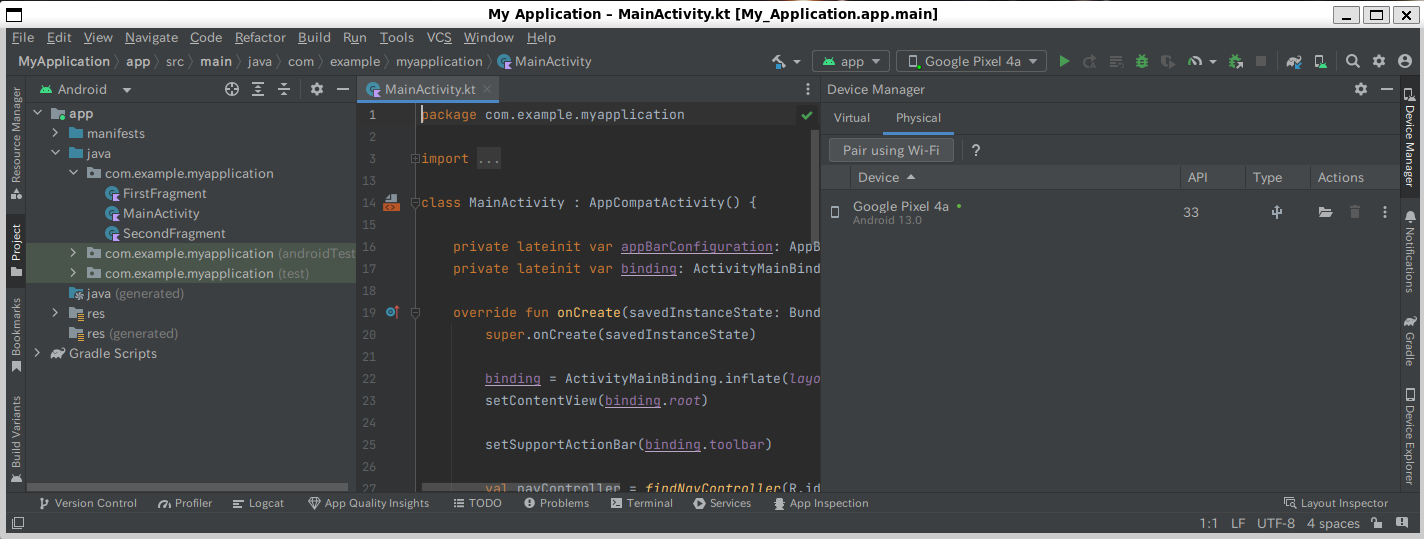 My Application – MainActivity.kt [My_Application.app.main]
File Edit View Navigate Code Refactor Build Run Tools VCS Window Help
MyApplication app src main java com example myapplication MainActivity
app
Google Pixel 4a
Resource Manager
Project
Bookmarks
Build Variants
Android
app
manifests
java
com.example.myapplication
FirstFragment
MainActivity
SecondFragment
com.example.myapplication (androidTest
com.example.myapplication (test)
java (generated)
res
res (generated)
Gradle Scripts
MainActivity.kt
1 package com.example.myapplication
2
3 import ...
13
14 class MainActivity : AppCompatActivity() {
15
16 private lateinit var appBarConfiguration: AppB
17 private lateinit var binding: ActivityMainBind
18
19 override fun onCreate(savedInstanceState: Bund
20 super.onCreate(savedInstanceState)
21
22 binding = ActivityMainBinding.inflate(layo
23 setContentView(binding.root)
24
25 setSupportActionBar(binding.toolbar)
26
27 val navController = findNavController(R.id
Device Manager
Virtual Physical
Pair using Wi-Fi ?
Device API Type Actions
Google Pixel 4a 33
Android 13.0
Device Manager
Notifications
Gradle
Device Explorer
Version Control Profiler Logcat App Quality Insights TODO Problems Terminal Services App Inspection Layout Inspector
1:1 LF UTF-8 4 spaces